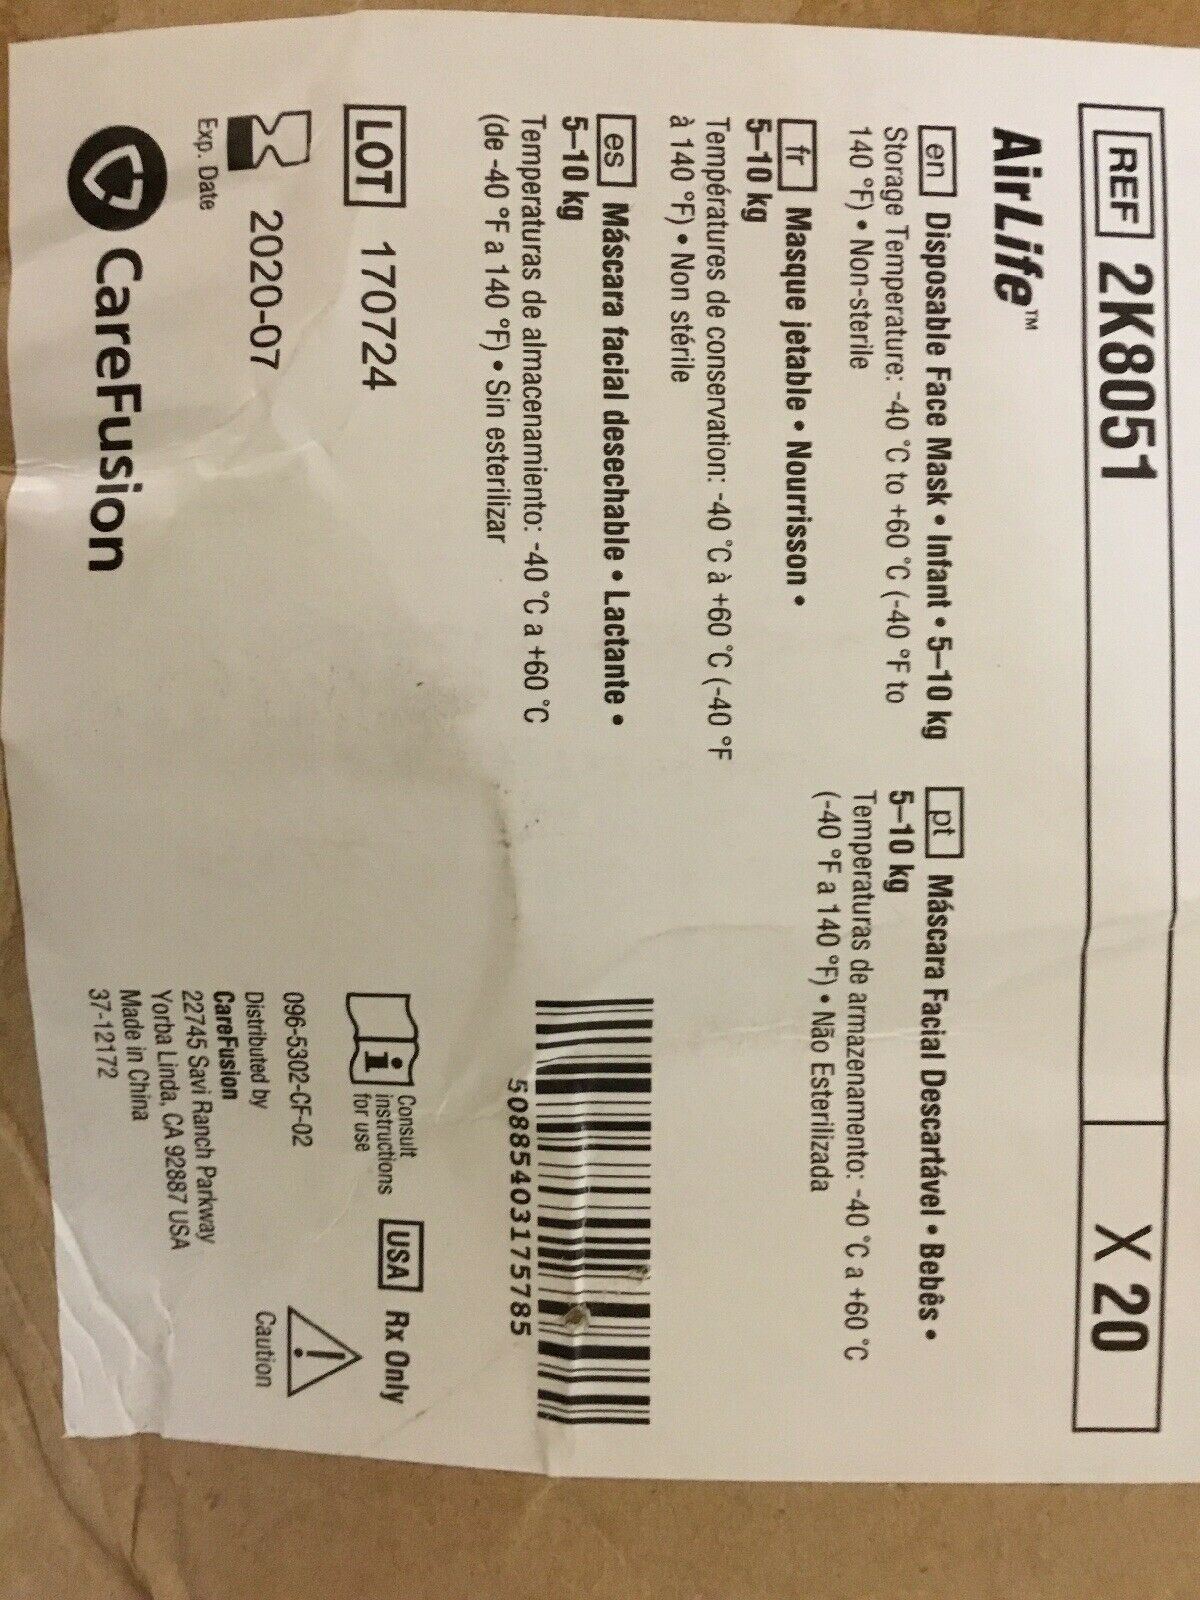 REF 2K8051 X 20
AirLife™
en Disposable Face Mask • Infant • 5–10 kg
Storage Temperature: -40 °C to +60 °C (-40 °F to
140 °F) • Non-sterile
fr Masque jetable • Nourrisson •
5–10 kg
Températures de conservation: -40 °C à +60 °C (-40 °F
à 140 °F) • Non stérile
es Máscara facial desechable • Lactante •
5–10 kg
Temperaturas de almacenamiento: -40 °C a +60 °C
(de -40 °F a 140 °F) • Sin esterilizar
pt Máscara Facial Descartável • Bebês •
5–10 kg
Temperaturas de armazenamento: -40 °C a +60 °C
(-40 °F a 140 °F) • Não Esterilizada
LOT 170724
2020-07
Exp. Date
CareFusion
50885403175785
i
Consult
instructions
for use
USA Rx Only
!
Caution
096-5302-CF-02
Distributed by
CareFusion
22745 Savi Ranch Parkway
Yorba Linda, CA 92887 USA
Made in China
37-12172